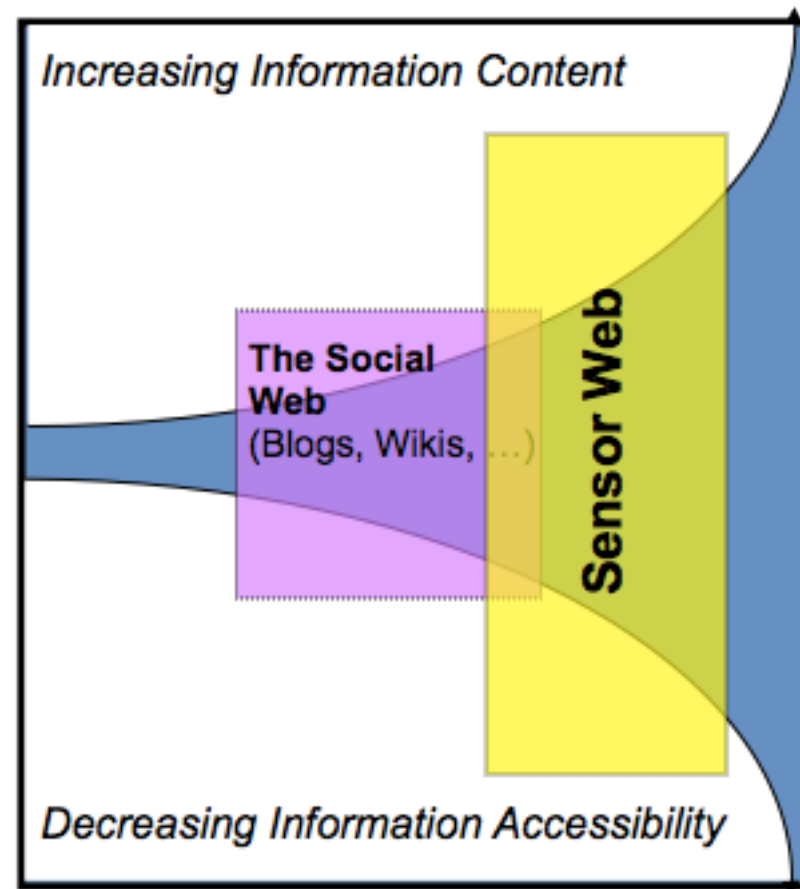 Increasing Information Content
The Social
Web
(Blogs, Wikis, ...)
Sensor Web
Decreasing Information Accessibility